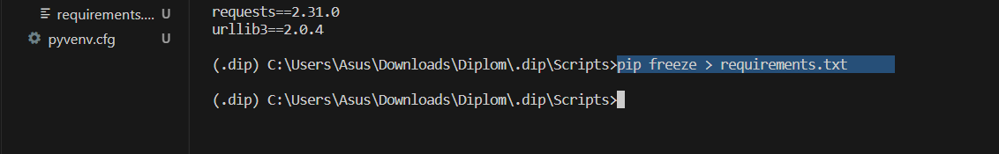 requirements.... U
pyvenv.cfg U
requests==2.31.0
urllib3==2.0.4
(.dip) C:\Users\Asus\Downloads\Diplom\.dip\Scripts>pip freeze > requirements.txt
(.dip) C:\Users\Asus\Downloads\Diplom\.dip\Scripts>